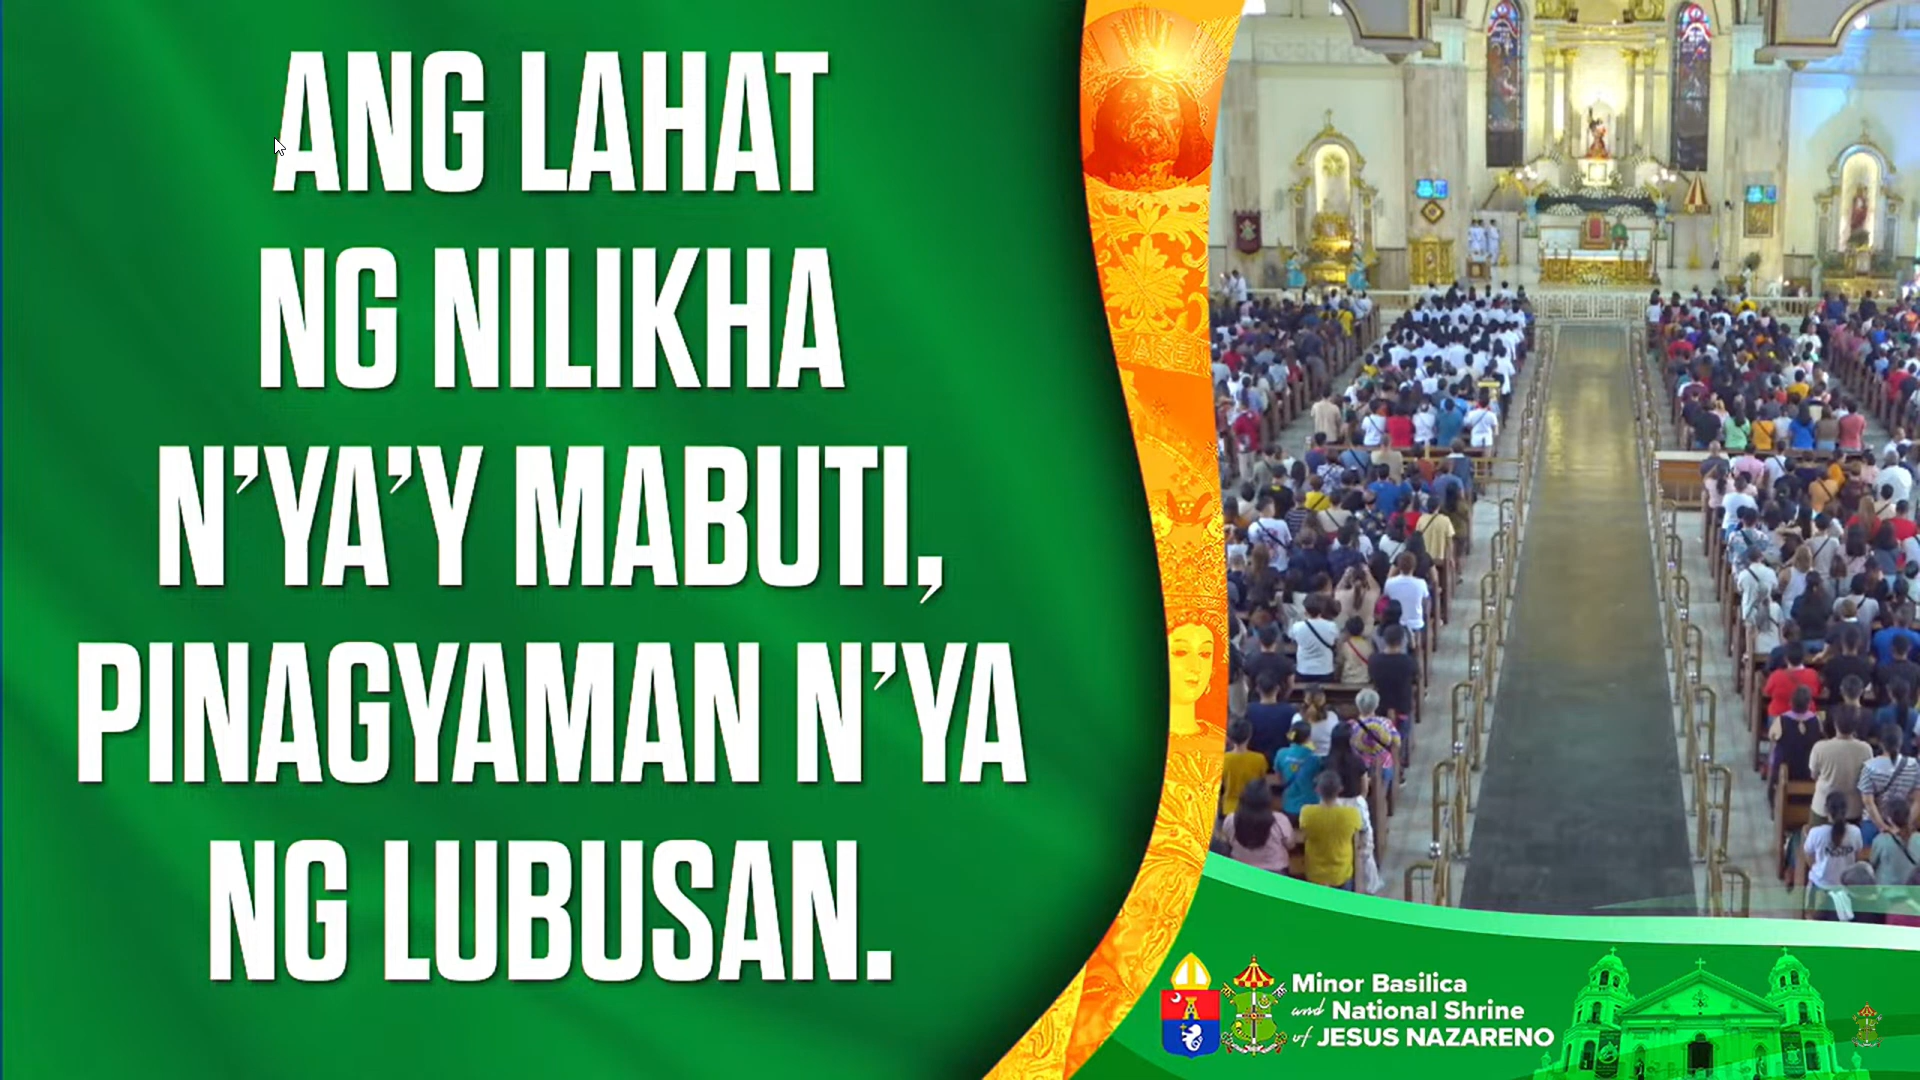 ANG LAHAT
NG NILIKHA
N'YA'Y MABUTI,
PINAGYAMAN N'YA
NG LUBUSAN.
Minor Basilica
and National Shrine
of JESUS NAZARENO